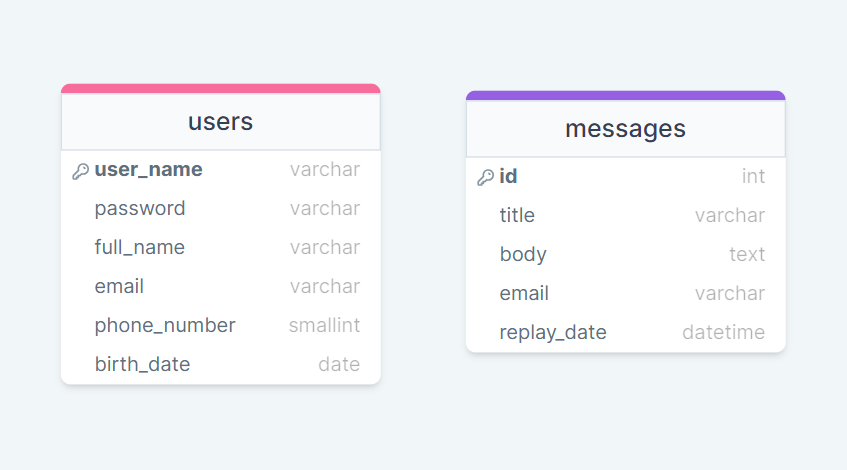 users
user_name varchar
password varchar
full_name varchar
email varchar
phone_number smallint
birth_date date
messages
id int
title varchar
body text
email varchar
replay_date datetime